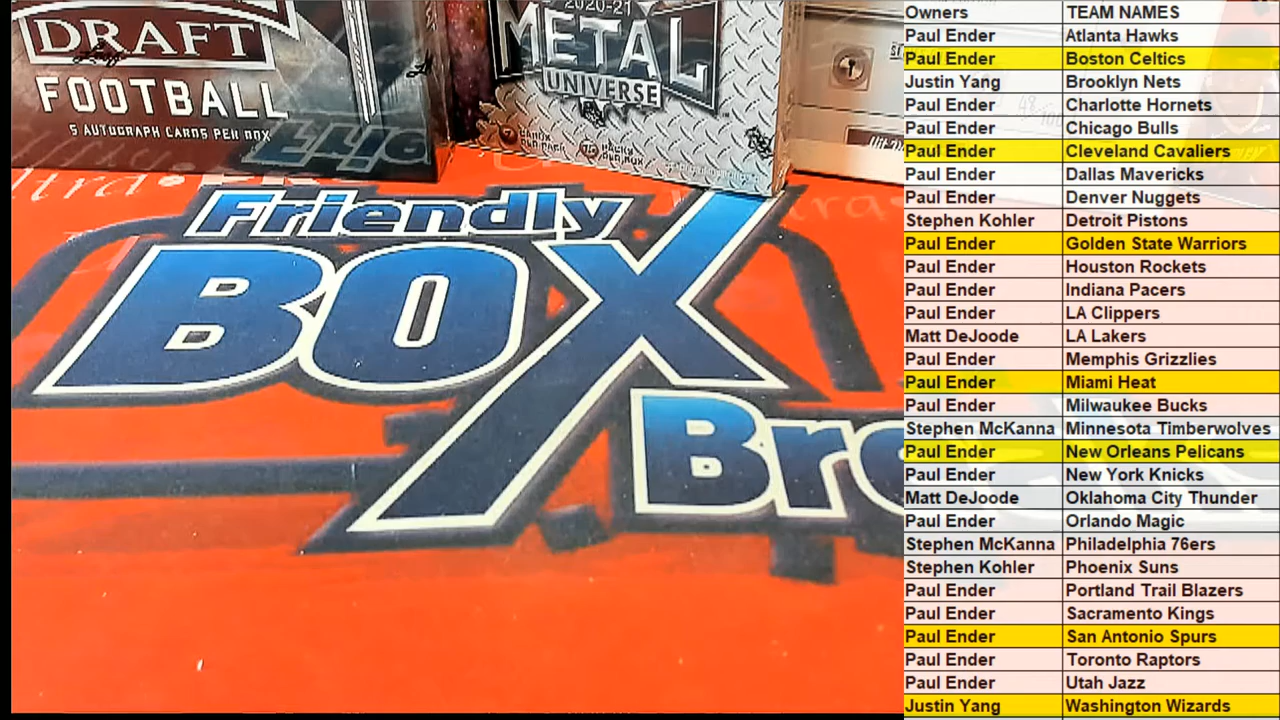 DRAFT
FOOTBALL
5 AUTOGRAPH CARDS PER BOX
2020-21
METAL
UNIVERSE
Friendly
BOX
Bre
Owners TEAM NAMES
Paul Ender Atlanta Hawks
Paul Ender Boston Celtics
Justin Yang Brooklyn Nets
Paul Ender Charlotte Hornets
Paul Ender Chicago Bulls
Paul Ender Cleveland Cavaliers
Paul Ender Dallas Mavericks
Paul Ender Denver Nuggets
Stephen Kohler Detroit Pistons
Paul Ender Golden State Warriors
Paul Ender Houston Rockets
Paul Ender Indiana Pacers
Paul Ender LA Clippers
Matt DeJoode LA Lakers
Paul Ender Memphis Grizzlies
Paul Ender Miami Heat
Paul Ender Milwaukee Bucks
Stephen McKanna Minnesota Timberwolves
Paul Ender New Orleans Pelicans
Paul Ender New York Knicks
Matt DeJoode Oklahoma City Thunder
Paul Ender Orlando Magic
Stephen McKanna Philadelphia 76ers
Stephen Kohler Phoenix Suns
Paul Ender Portland Trail Blazers
Paul Ender Sacramento Kings
Paul Ender San Antonio Spurs
Paul Ender Toronto Raptors
Paul Ender Utah Jazz
Justin Yang Washington Wizards